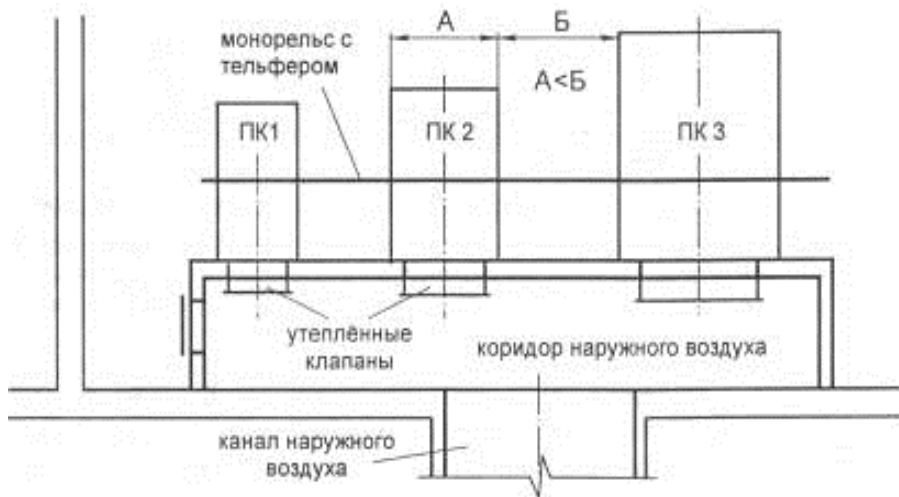 А
Б
монорельс с
тельфером
А<Б
ПК1
ПК 2
ПК 3
утеплённые
клапаны
коридор наружного воздуха
канал наружного
воздуха